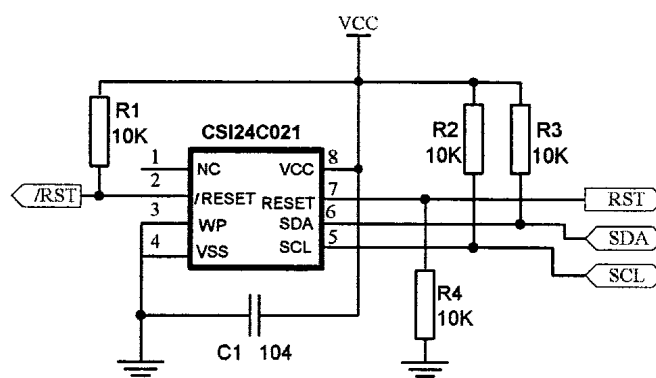 VCC
R1
10K
CSI24C021
R2
10K
R3
10K
1
NC
VCC
8
2
/RESET
RESET
7
/RST
RST
3
WP
SDA
6
SDA
4
VSS
SCL
5
SCL
R4
10K
C1 104